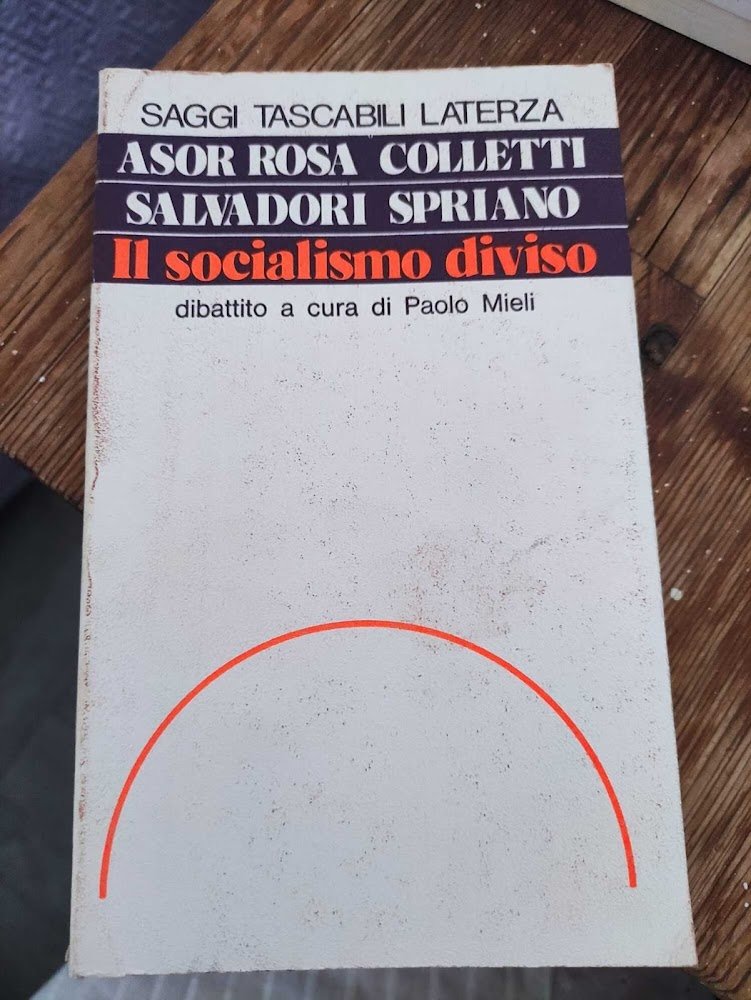 SAGGI TASCABILI LATERZA
ASOR ROSA COLLETTI
SALVADORI SPRIANO
Il socialismo diviso
dibattito a cura di Paolo Mieli